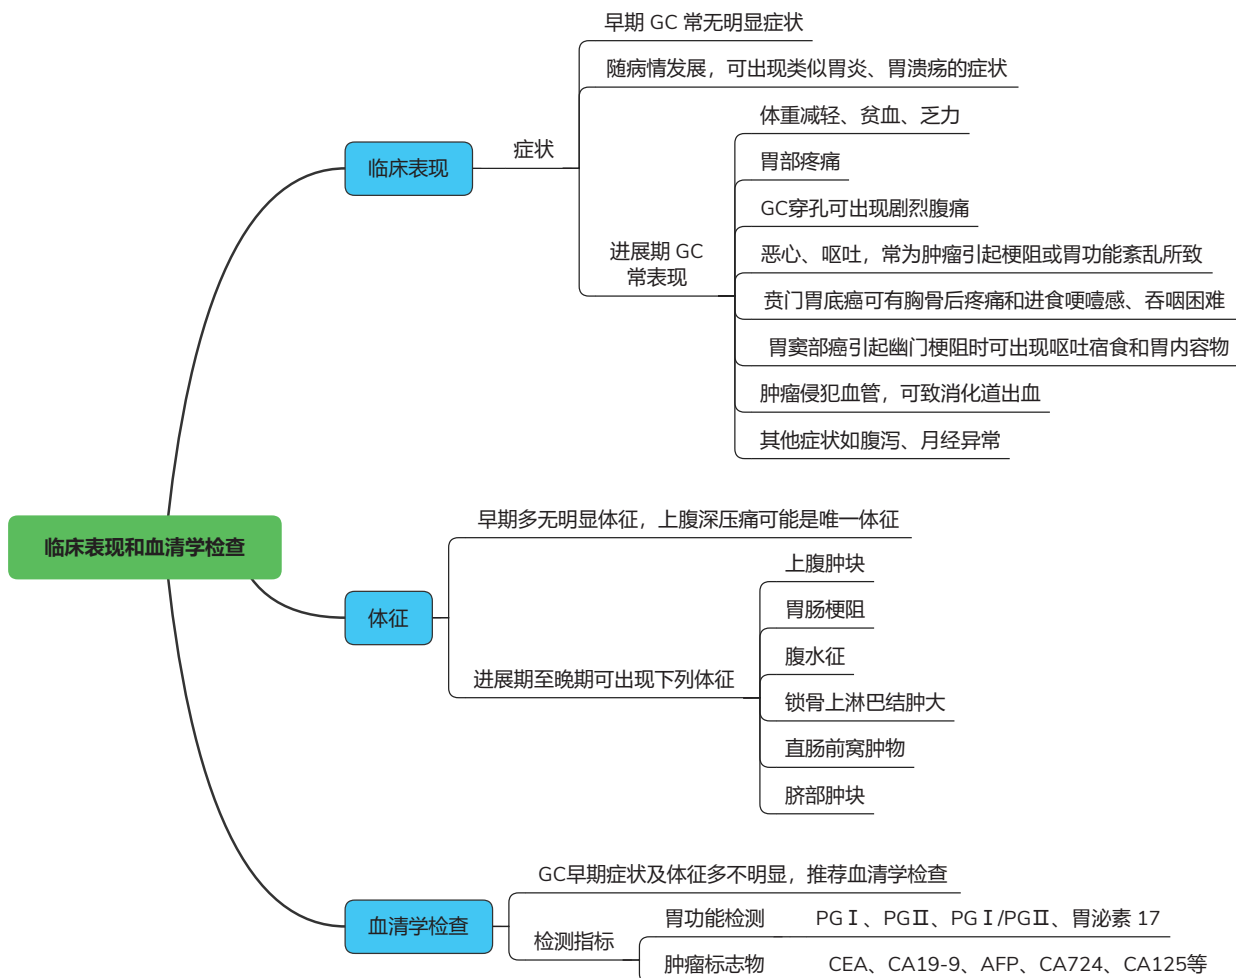 临床表现和血清学检查
临床表现
症状
早期 GC 常无明显症状
随病情发展，可出现类似胃炎、胃溃疡的症状
进展期 GC
常表现
体重减轻、贫血、乏力
胃部疼痛
GC穿孔可出现剧烈腹痛
恶心、呕吐，常为肿瘤引起梗阻或胃功能紊乱所致
贲门胃底癌可有胸骨后疼痛和进食哽噎感、吞咽困难
胃窦部癌引起幽门梗阻时可出现呕吐宿食和胃内容物
肿瘤侵犯血管，可致消化道出血
其他症状如腹泻、月经异常
体征
早期多无明显体征，上腹深压痛可能是唯一体征
进展期至晚期可出现下列体征
上腹肿块
胃肠梗阻
腹水征
锁骨上淋巴结肿大
直肠前窝肿物
脐部肿块
血清学检查
GC早期症状及体征多不明显，推荐血清学检查
检测指标
胃功能检测
PGⅠ、PGⅡ、PGⅠ/PGⅡ、胃泌素 17
肿瘤标志物
CEA、CA19-9、AFP、CA724、CA125等